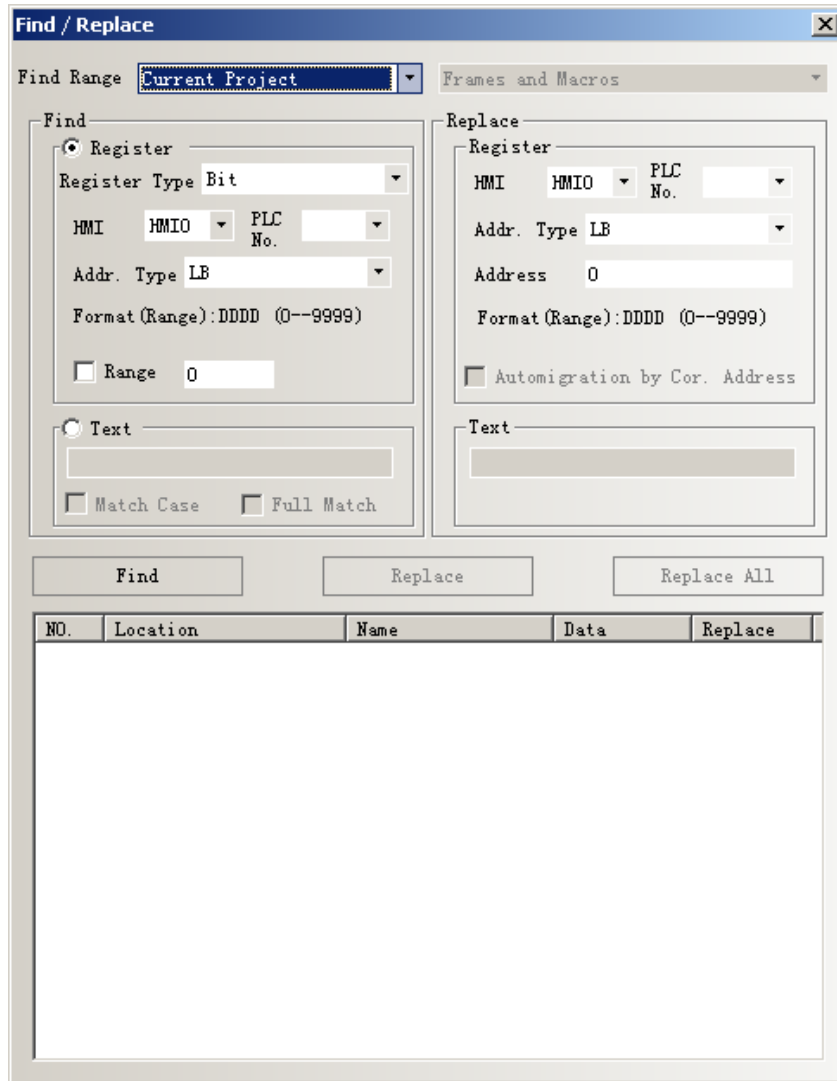 Find / Replace
Find Range Current Project Frames and Macros
Find
Register
Register Type Bit
HMI HMI0 PLC No.
Addr. Type LB
Format(Range):DDDD (0--9999)
Range 0
Text
Match Case Full Match
Replace
Register
HMI HMI0 PLC No.
Addr. Type LB
Address 0
Format(Range):DDDD (0--9999)
Automigration by Cor. Address
Text
Find Replace Replace All
NO. Location Name Data Replace